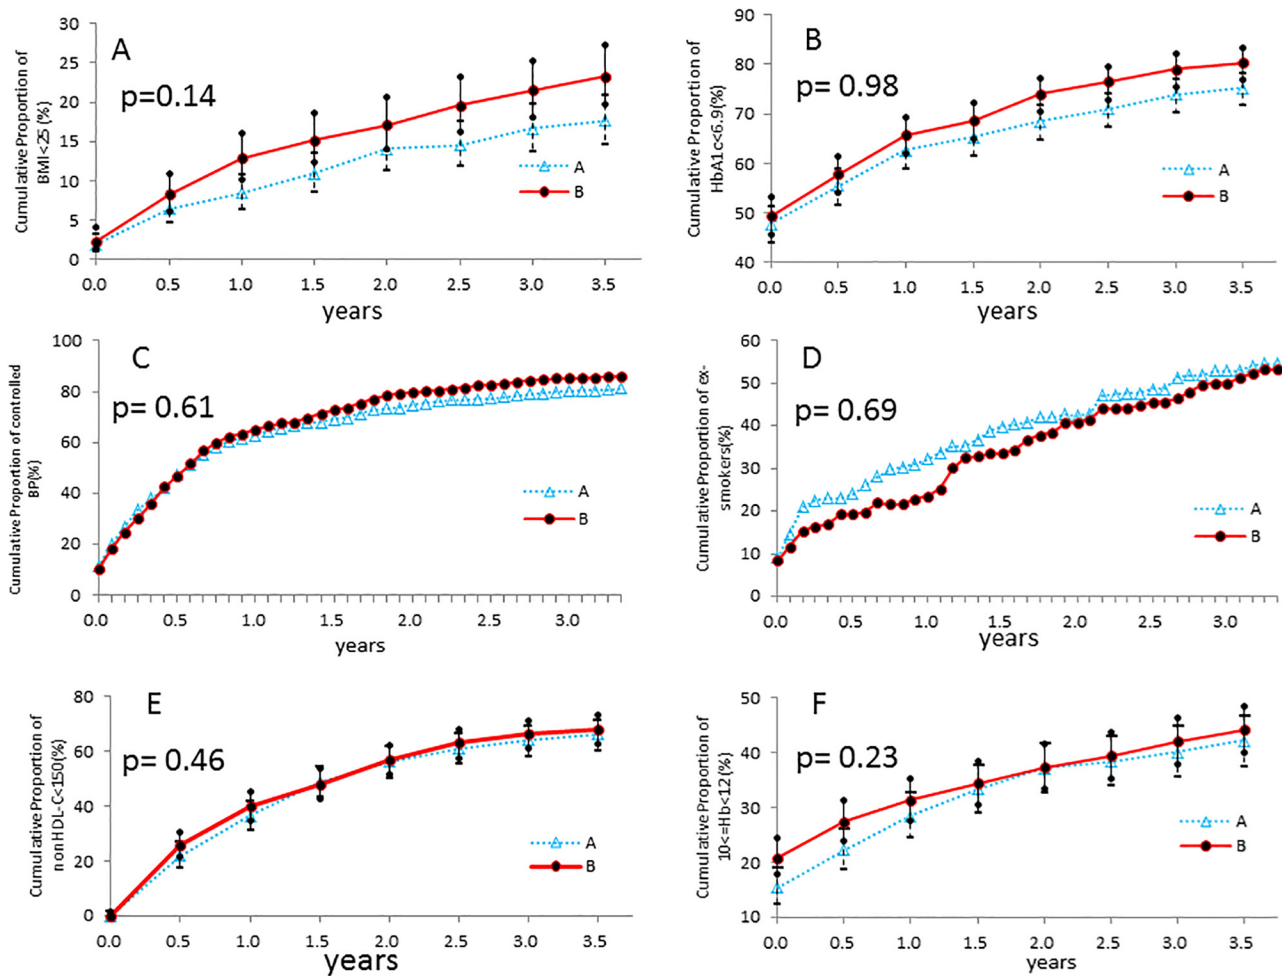 A
p=0.14
Cumulative Proportion of
BMI<25 (%)
30
25
20
15
10
5
0
0.0 0.5 1.0 1.5 2.0 2.5 3.0 3.5
years
A
B
B
p= 0.98
Cumulative Proportion of
HbA1c<6.9(%)
90
80
70
60
50
40
0.0 0.5 1.0 1.5 2.0 2.5 3.0 3.5
years
A
B
C
p= 0.61
Cumulative Proportion of controlled
BP(%)
100
80
60
40
20
0
0.0 0.5 1.0 1.5 2.0 2.5 3.0
years
A
B
D
p= 0.69
Cumulative Proportion of ex-
smokers(%)
60
50
40
30
20
10
0
0.0 0.5 1.0 1.5 2.0 2.5 3.0
years
A
B
E
p= 0.46
Cumulative Proportion of
nonHDL-C<150(%)
80
60
40
20
0
0.0 0.5 1.0 1.5 2.0 2.5 3.0 3.5
years
A
B
F
p= 0.23
Cumulative Proportion of
10<=Hb<12(%)
50
40
30
20
10
0.0 0.5 1.0 1.5 2.0 2.5 3.0 3.5
years
A
B